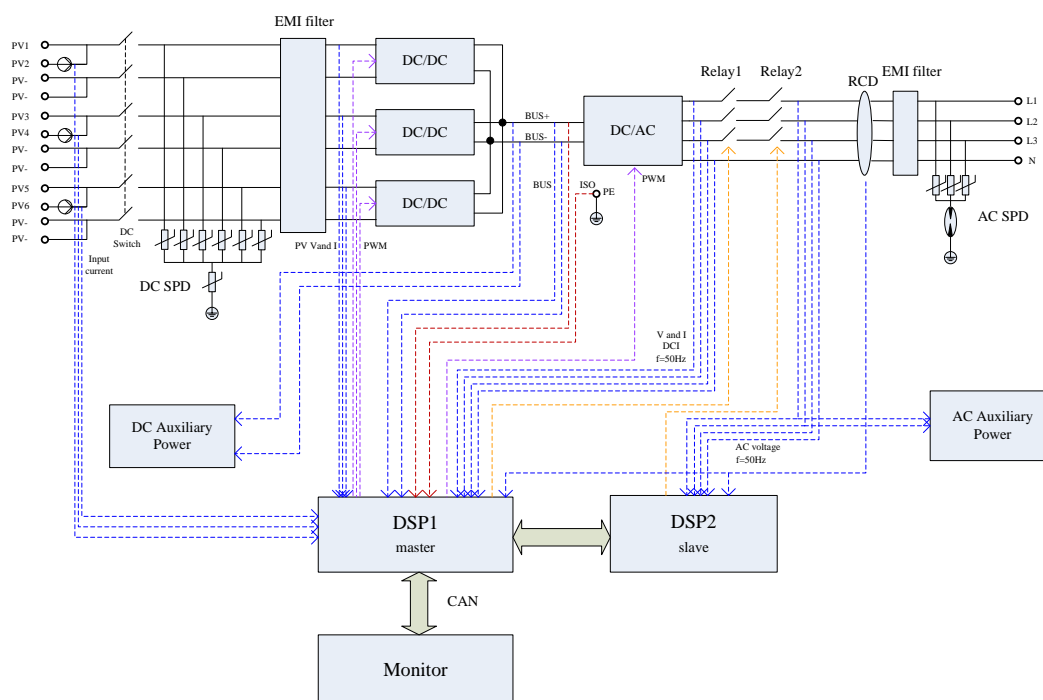 EMI filter
PV1
PV2
PV-
PV-
PV3
PV4
PV-
PV-
PV5
PV6
PV-
PV-
DC
Switch
Input
current
DC SPD
DC/DC
DC/DC
DC/DC
PV Vand I
PWM
BUS+
BUS-
BUS
ISO
PE
DC/AC
PWM
Relay1
Relay2
RCD
EMI filter
L1
L2
L3
N
AC SPD
V and I
DCI
f=50Hz
DC Auxiliary
Power
AC voltage
f=50Hz
AC Auxiliary
Power
DSP1
master
DSP2
slave
CAN
Monitor